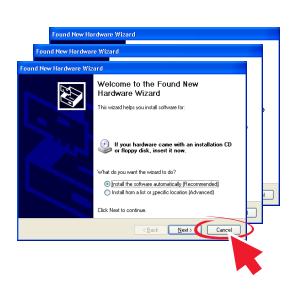 Found New Hardware Wizard
Found New Hardware Wizard
Found New Hardware Wizard
Welcome to the Found New
Hardware Wizard
This wizard helps you install software for:
If your hardware came with an installation CD
or floppy disk, insert it now.
What do you want the wizard to do?
Install the software automatically (Recommended)
Install from a list or specific location (Advanced)
Click Next to continue.
< Back
Next >
Cancel